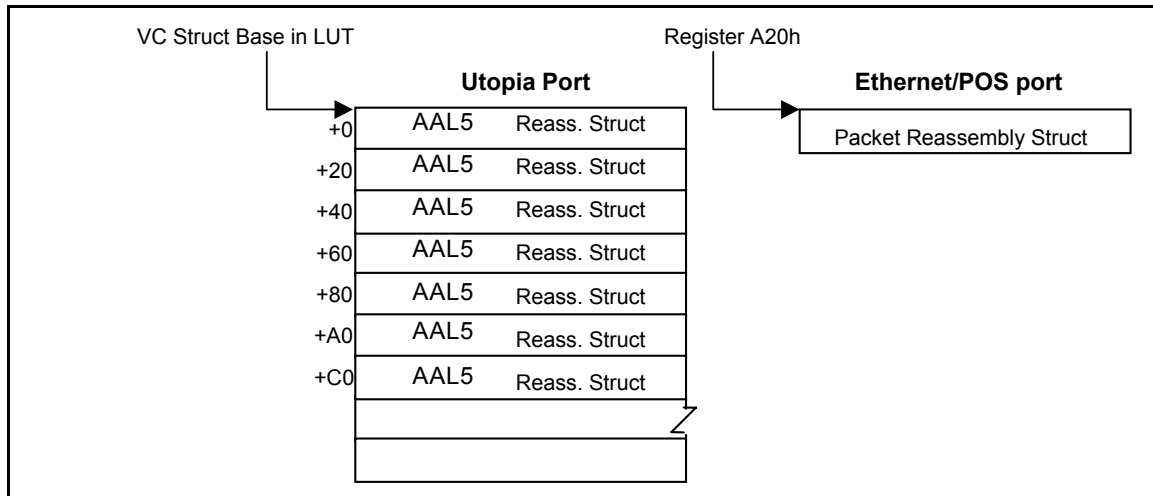 VC Struct Base in LUT
Register A20h
Utopia Port
Ethernet/POS port
+0 AAL5 Reass. Struct
Packet Reassembly Struct
+20 AAL5 Reass. Struct
+40 AAL5 Reass. Struct
+60 AAL5 Reass. Struct
+80 AAL5 Reass. Struct
+A0 AAL5 Reass. Struct
+C0 AAL5 Reass. Struct